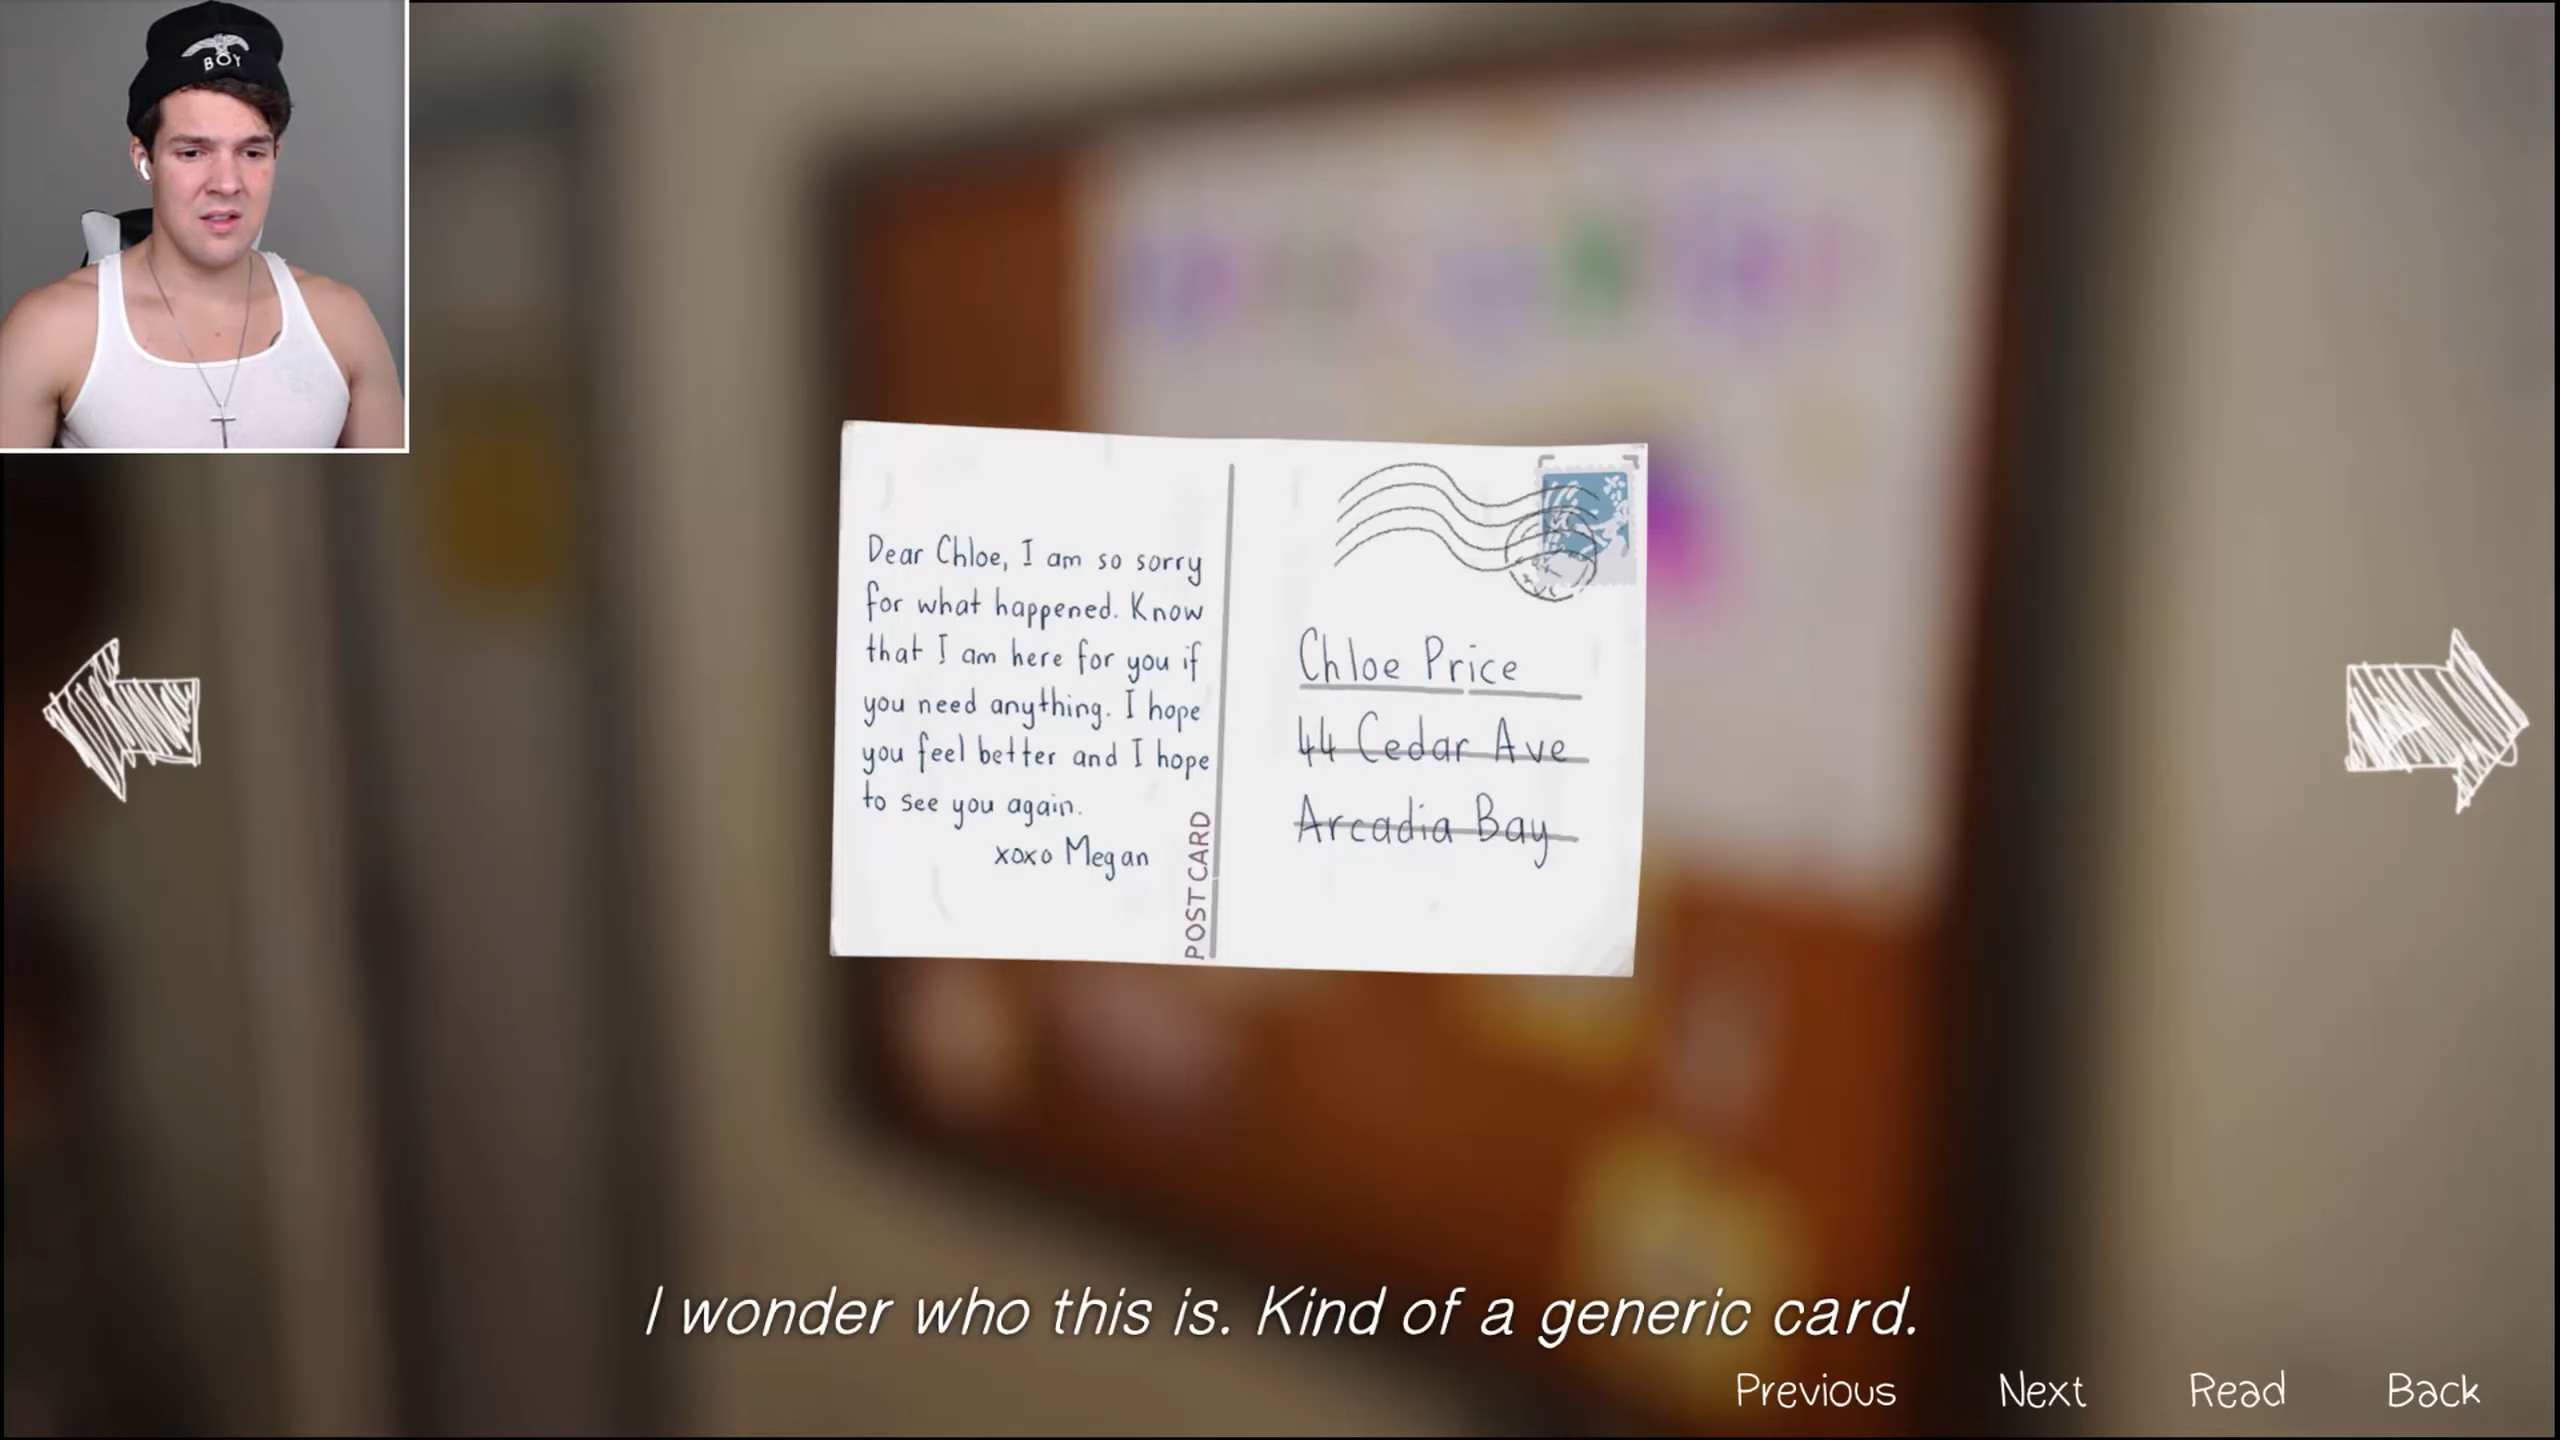 BOY
Dear Chloe, I am so sorry
for what happened. Know
that I am here for you if
you need anything. I hope
you feel better and I hope
to see you again.
xoxo Megan
POSTCARD
Chloe Price
44 Cedar Ave
Arcadia Bay
I wonder who this is. Kind of a generic card.
Previous
Next
Read
Back